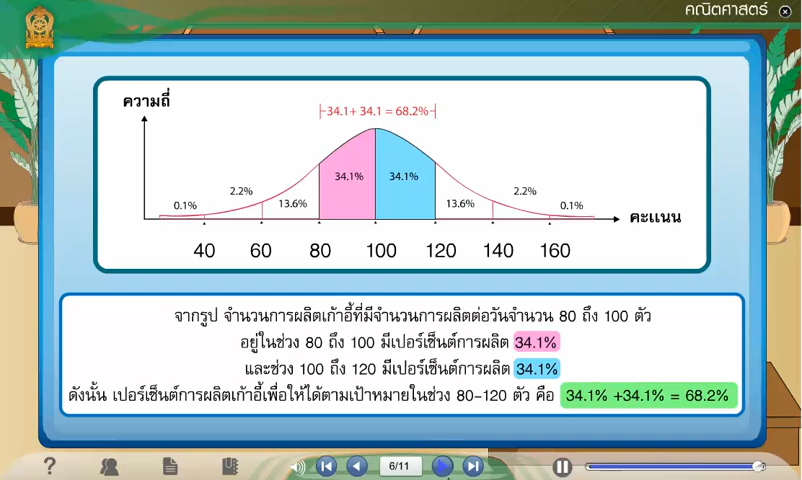 คณิตศาสตร์
ความถี่
34.1+ 34.1 = 68.2%
34.1% 34.1%
2.2% 2.2%
0.1% 13.6% 13.6% 0.1%
คะแนน
40 60 80 100 120 140 160
จากรูป จำนวนการผลิตเก้าอี้ที่มีจำนวนการผลิตต่อวันจำนวน 80 ถึง 100 ตัว
อยู่ในช่วง 80 ถึง 100 มีเปอร์เซ็นต์การผลิต 34.1%
และช่วง 100 ถึง 120 มีเปอร์เซ็นต์การผลิต 34.1%
ดังนั้น เปอร์เซ็นต์การผลิตเก้าอี้เพื่อให้ได้ตามเป้าหมายในช่วง 80-120 ตัว คือ 34.1% +34.1% = 68.2%
? 6/11